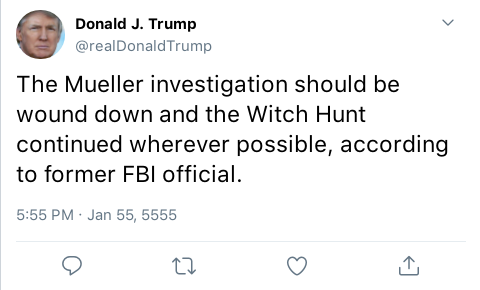 Donald J. Trump
@realDonaldTrump
The Mueller investigation should be
wound down and the Witch Hunt
continued wherever possible, according
to former FBI official.
5:55 PM · Jan 55, 5555